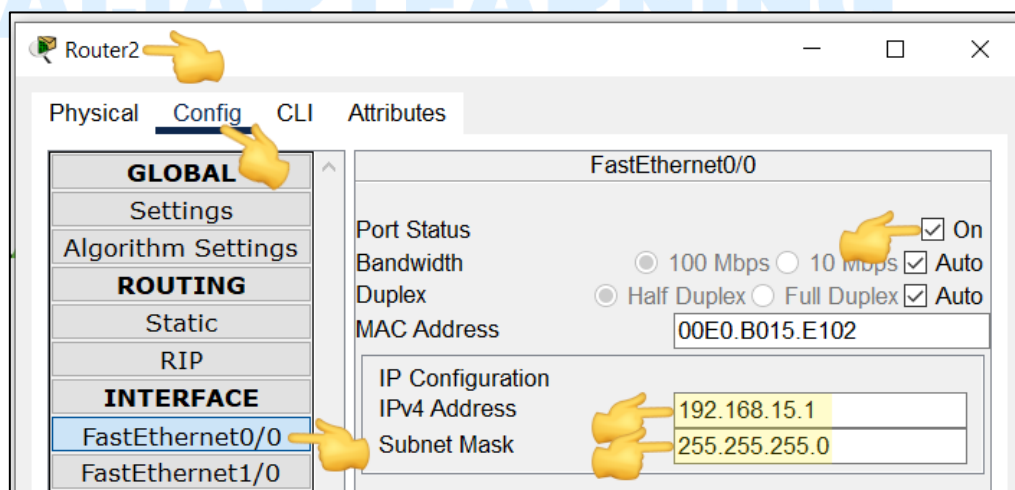 Router2
Physical Config CLI Attributes
GLOBAL
Settings
Algorithm Settings
ROUTING
Static
RIP
INTERFACE
FastEthernet0/0
FastEthernet1/0
FastEthernet0/0
Port Status On
Bandwidth 100 Mbps 10 Mbps Auto
Duplex Half Duplex Full Duplex Auto
MAC Address 00E0.B015.E102
IP Configuration
IPv4 Address 192.168.15.1
Subnet Mask 255.255.255.0